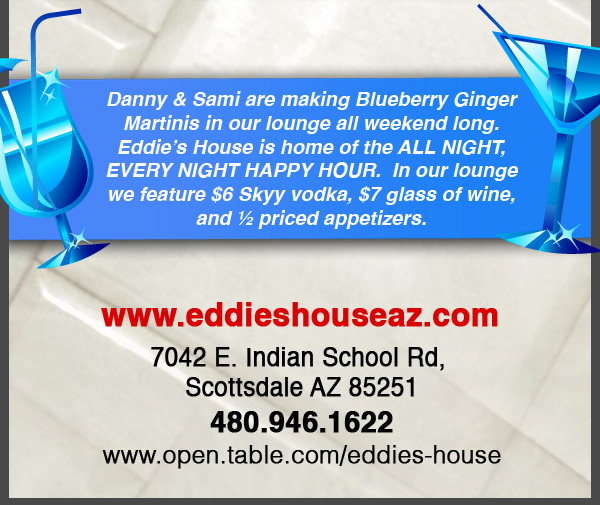 Danny & Sami are making Blueberry Ginger
Martinis in our lounge all weekend long.
Eddie's House is home of the ALL NIGHT,
EVERY NIGHT HAPPY HOUR.  In our lounge
we feature $6 Skyy vodka, $7 glass of wine,
and ½ priced appetizers.
www.eddieshouseaz.com
7042 E. Indian School Rd,
Scottsdale AZ 85251
480.946.1622
www.open.table.com/eddies-house